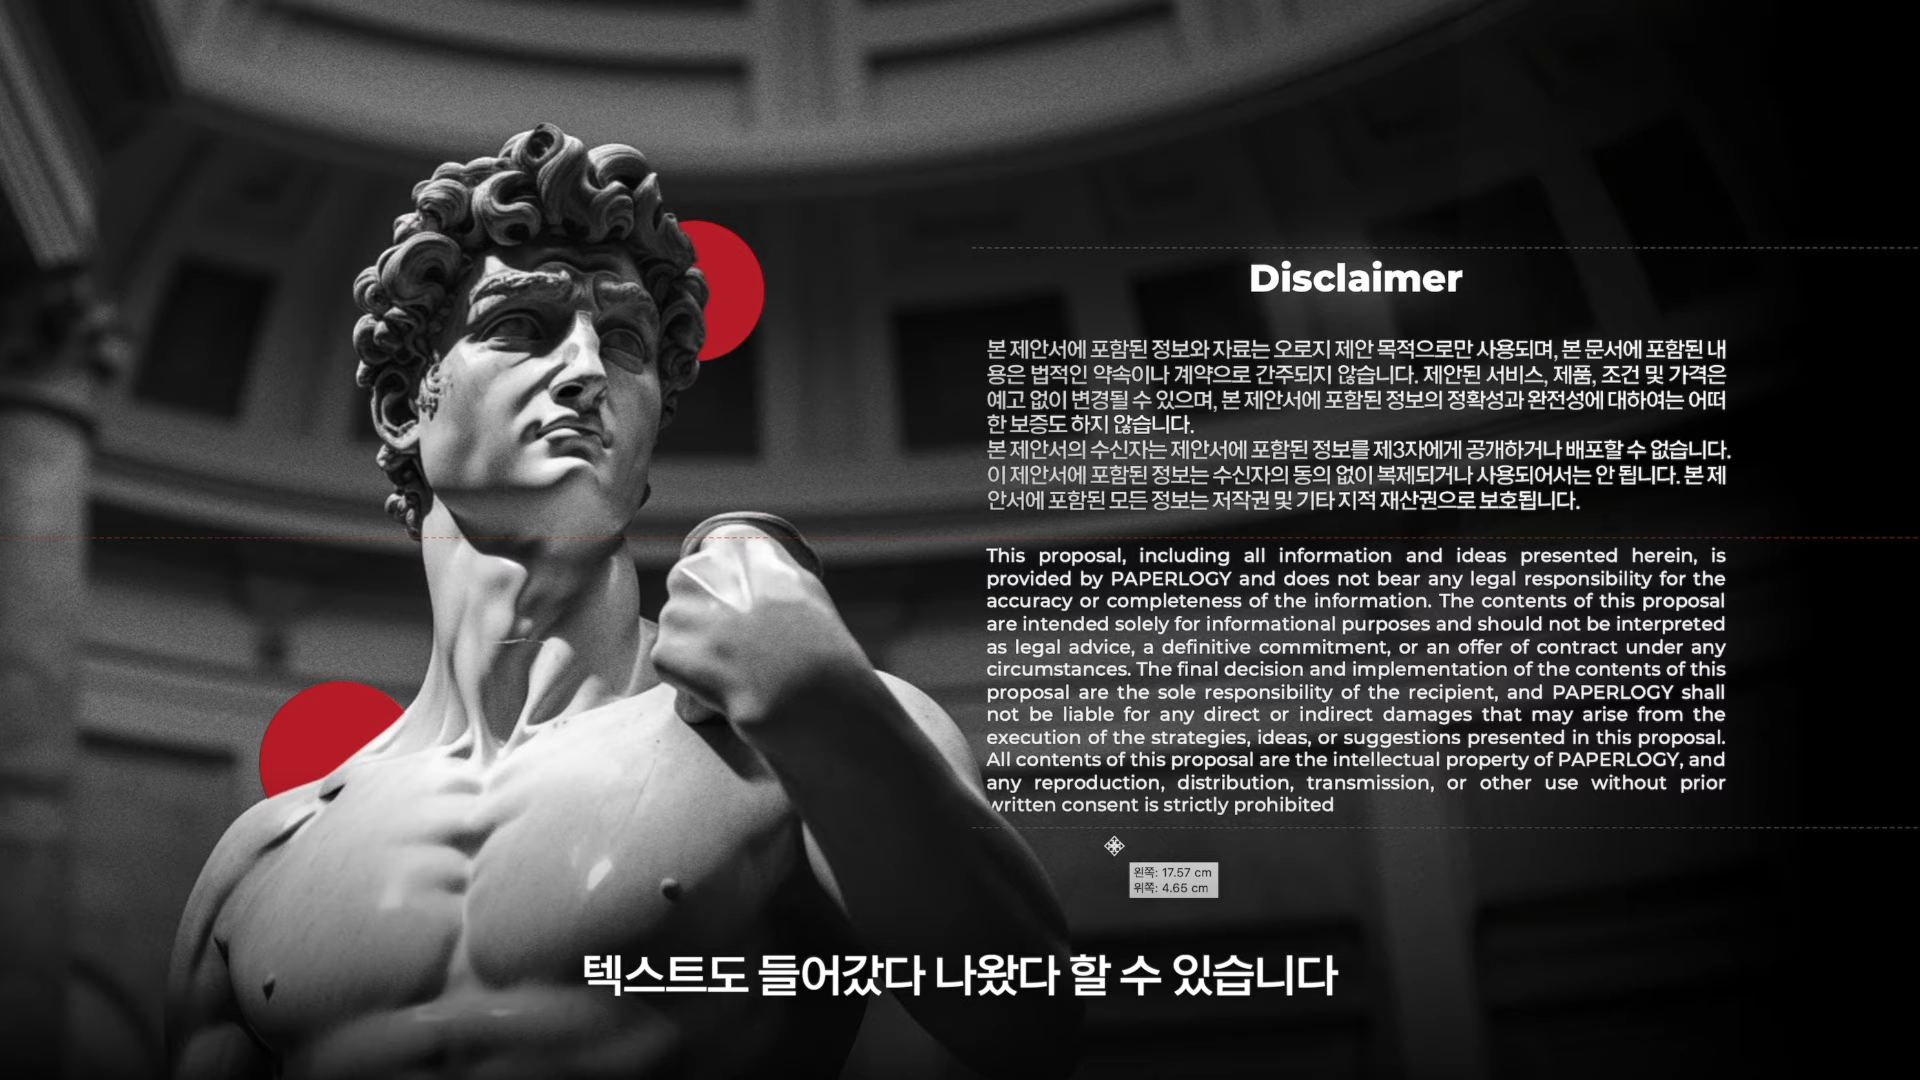 Disclaimer
본 제안서에 포함된 정보와 자료는 오로지 제안 목적으로만 사용되며, 본 문서에 포함된 내
용은 법적인 약속이나 계약으로 간주되지 않습니다. 제안된 서비스, 제품, 조건 및 가격은
예고 없이 변경될 수 있으며, 본 제안서에 포함된 정보의 정확성과 완전성에 대하여는 어떠
한 보증도 하지 않습니다.
본 제안서의 수신자는 제안서에 포함된 정보를 제3자에게 공개하거나 배포할 수 없습니다.
이 제안서에 포함된 정보는 수신자의 동의 없이 복제되거나 사용되어서는 안 됩니다. 본 제
안서에 포함된 모든 정보는 저작권 및 기타 지적 재산권으로 보호됩니다.
This proposal, including all information and ideas presented herein, is
provided by PAPERLOGY and does not bear any legal responsibility for the
accuracy or completeness of the information. The contents of this proposal
are intended solely for informational purposes and should not be interpreted
as legal advice, a definitive commitment, or an offer of contract under any
circumstances. The final decision and implementation of the contents of this
proposal are the sole responsibility of the recipient, and PAPERLOGY shall
not be liable for any direct or indirect damages that may arise from the
execution of the strategies, ideas, or suggestions presented in this proposal.
All contents of this proposal are the intellectual property of PAPERLOGY, and
any reproduction, distribution, transmission, or other use without prior
written consent is strictly prohibited
왼쪽: 17.57 cm
위쪽: 4.65 cm
텍스트도 들어갔다 나왔다 할 수 있습니다